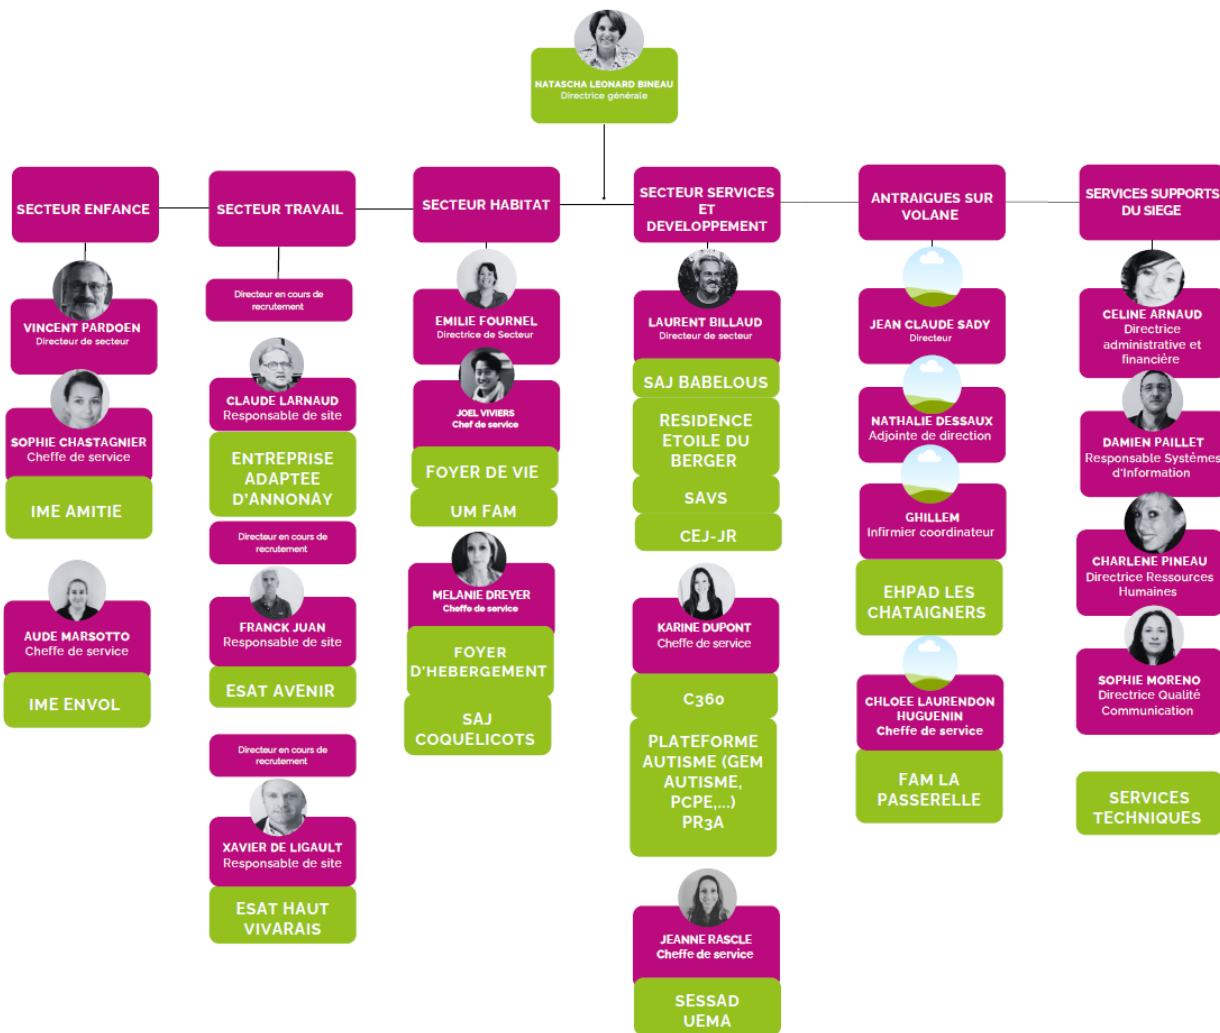 NATASCHA LEONARD BINEAU
Directrice générale
SECTEUR ENFANCE
VINCENT PARDOEN
Directeur de secteur
SOPHIE CHASTAGNIER
Cheffe de service
IME AMITIE
AUDE MARSOTTO
Cheffe de service
IME ENVOL
SECTEUR TRAVAIL
Directeur en cours de
recrutement
CLAUDE LARNAUD
Responsable de site
ENTREPRISE
ADAPTEE
D'ANNONAY
Directeur en cours de
recrutement
FRANCK JUAN
Responsable de site
ESAT AVENIR
Directeur en cours de
recrutement
XAVIER DE LIGAULT
Responsable de site
ESAT HAUT
VIVARAIS
SECTEUR HABITAT
EMILIE FOURNEL
Directrice de Secteur
JOEL VIVIERS
Chef de service
FOYER DE VIE
UM FAM
MELANIE DREYER
Cheffe de service
FOYER
D'HEBERGEMENT
SAJ
COQUELICOTS
SECTEUR SERVICES
ET
DEVELOPPEMENT
LAURENT BILLAUD
Directeur de secteur
SAJ BABELOUS
RESIDENCE
ETOILE DU
BERGER
SAVS
CEJ-JR
KARINE DUPONT
Cheffe de service
C360
PLATEFORME
AUTISME (GEM
AUTISME,
PCPE,...)
PR3A
JEANNE RASCLE
Cheffe de service
SESSAD
UEMA
ANTRAIGUES SUR
VOLANE
JEAN CLAUDE SADY
Directeur
NATHALIE DESSAUX
Adjointe de direction
GHILLEM
Infirmier coordinateur
EHPAD LES
CHATAIGNERS
CHLOEE LAURENDON
HUGUENIN
Cheffe de service
FAM LA
PASSERELLE
SERVICES SUPPORTS
DU SIEGE
CELINE ARNAUD
Directrice
administrative et
financière
DAMIEN PAILLET
Responsable Systèmes
d'Information
CHARLENE PINEAU
Directrice Ressources
Humaines
SOPHIE MORENO
Directrice Qualité
Communication
SERVICES
TECHNIQUES